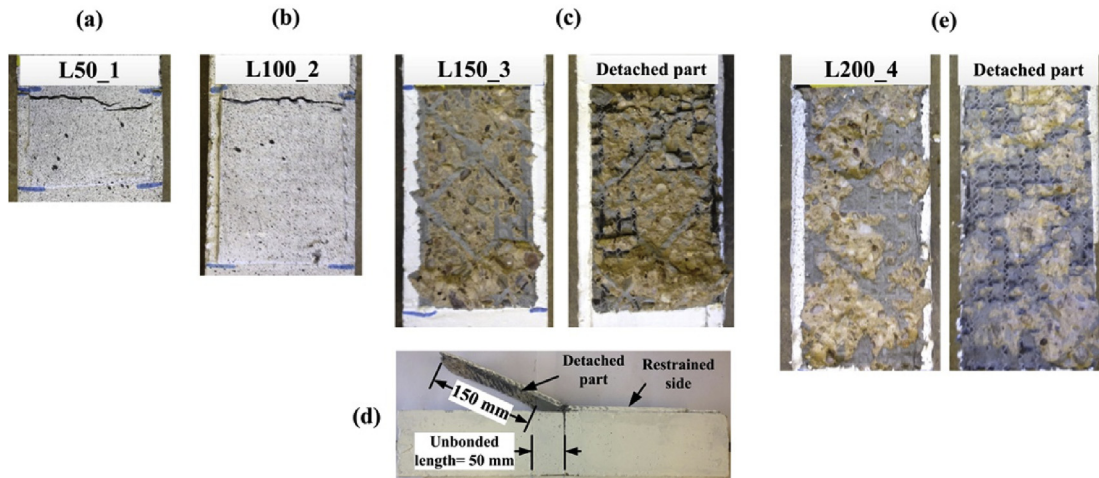 (a)
(b)
(c)
(e)
L50_1
L100_2
L150_3
Detached part
L200_4
Detached part
(d)
Detached
part
Restrained
side
150 mm
Unbonded
length= 50 mm